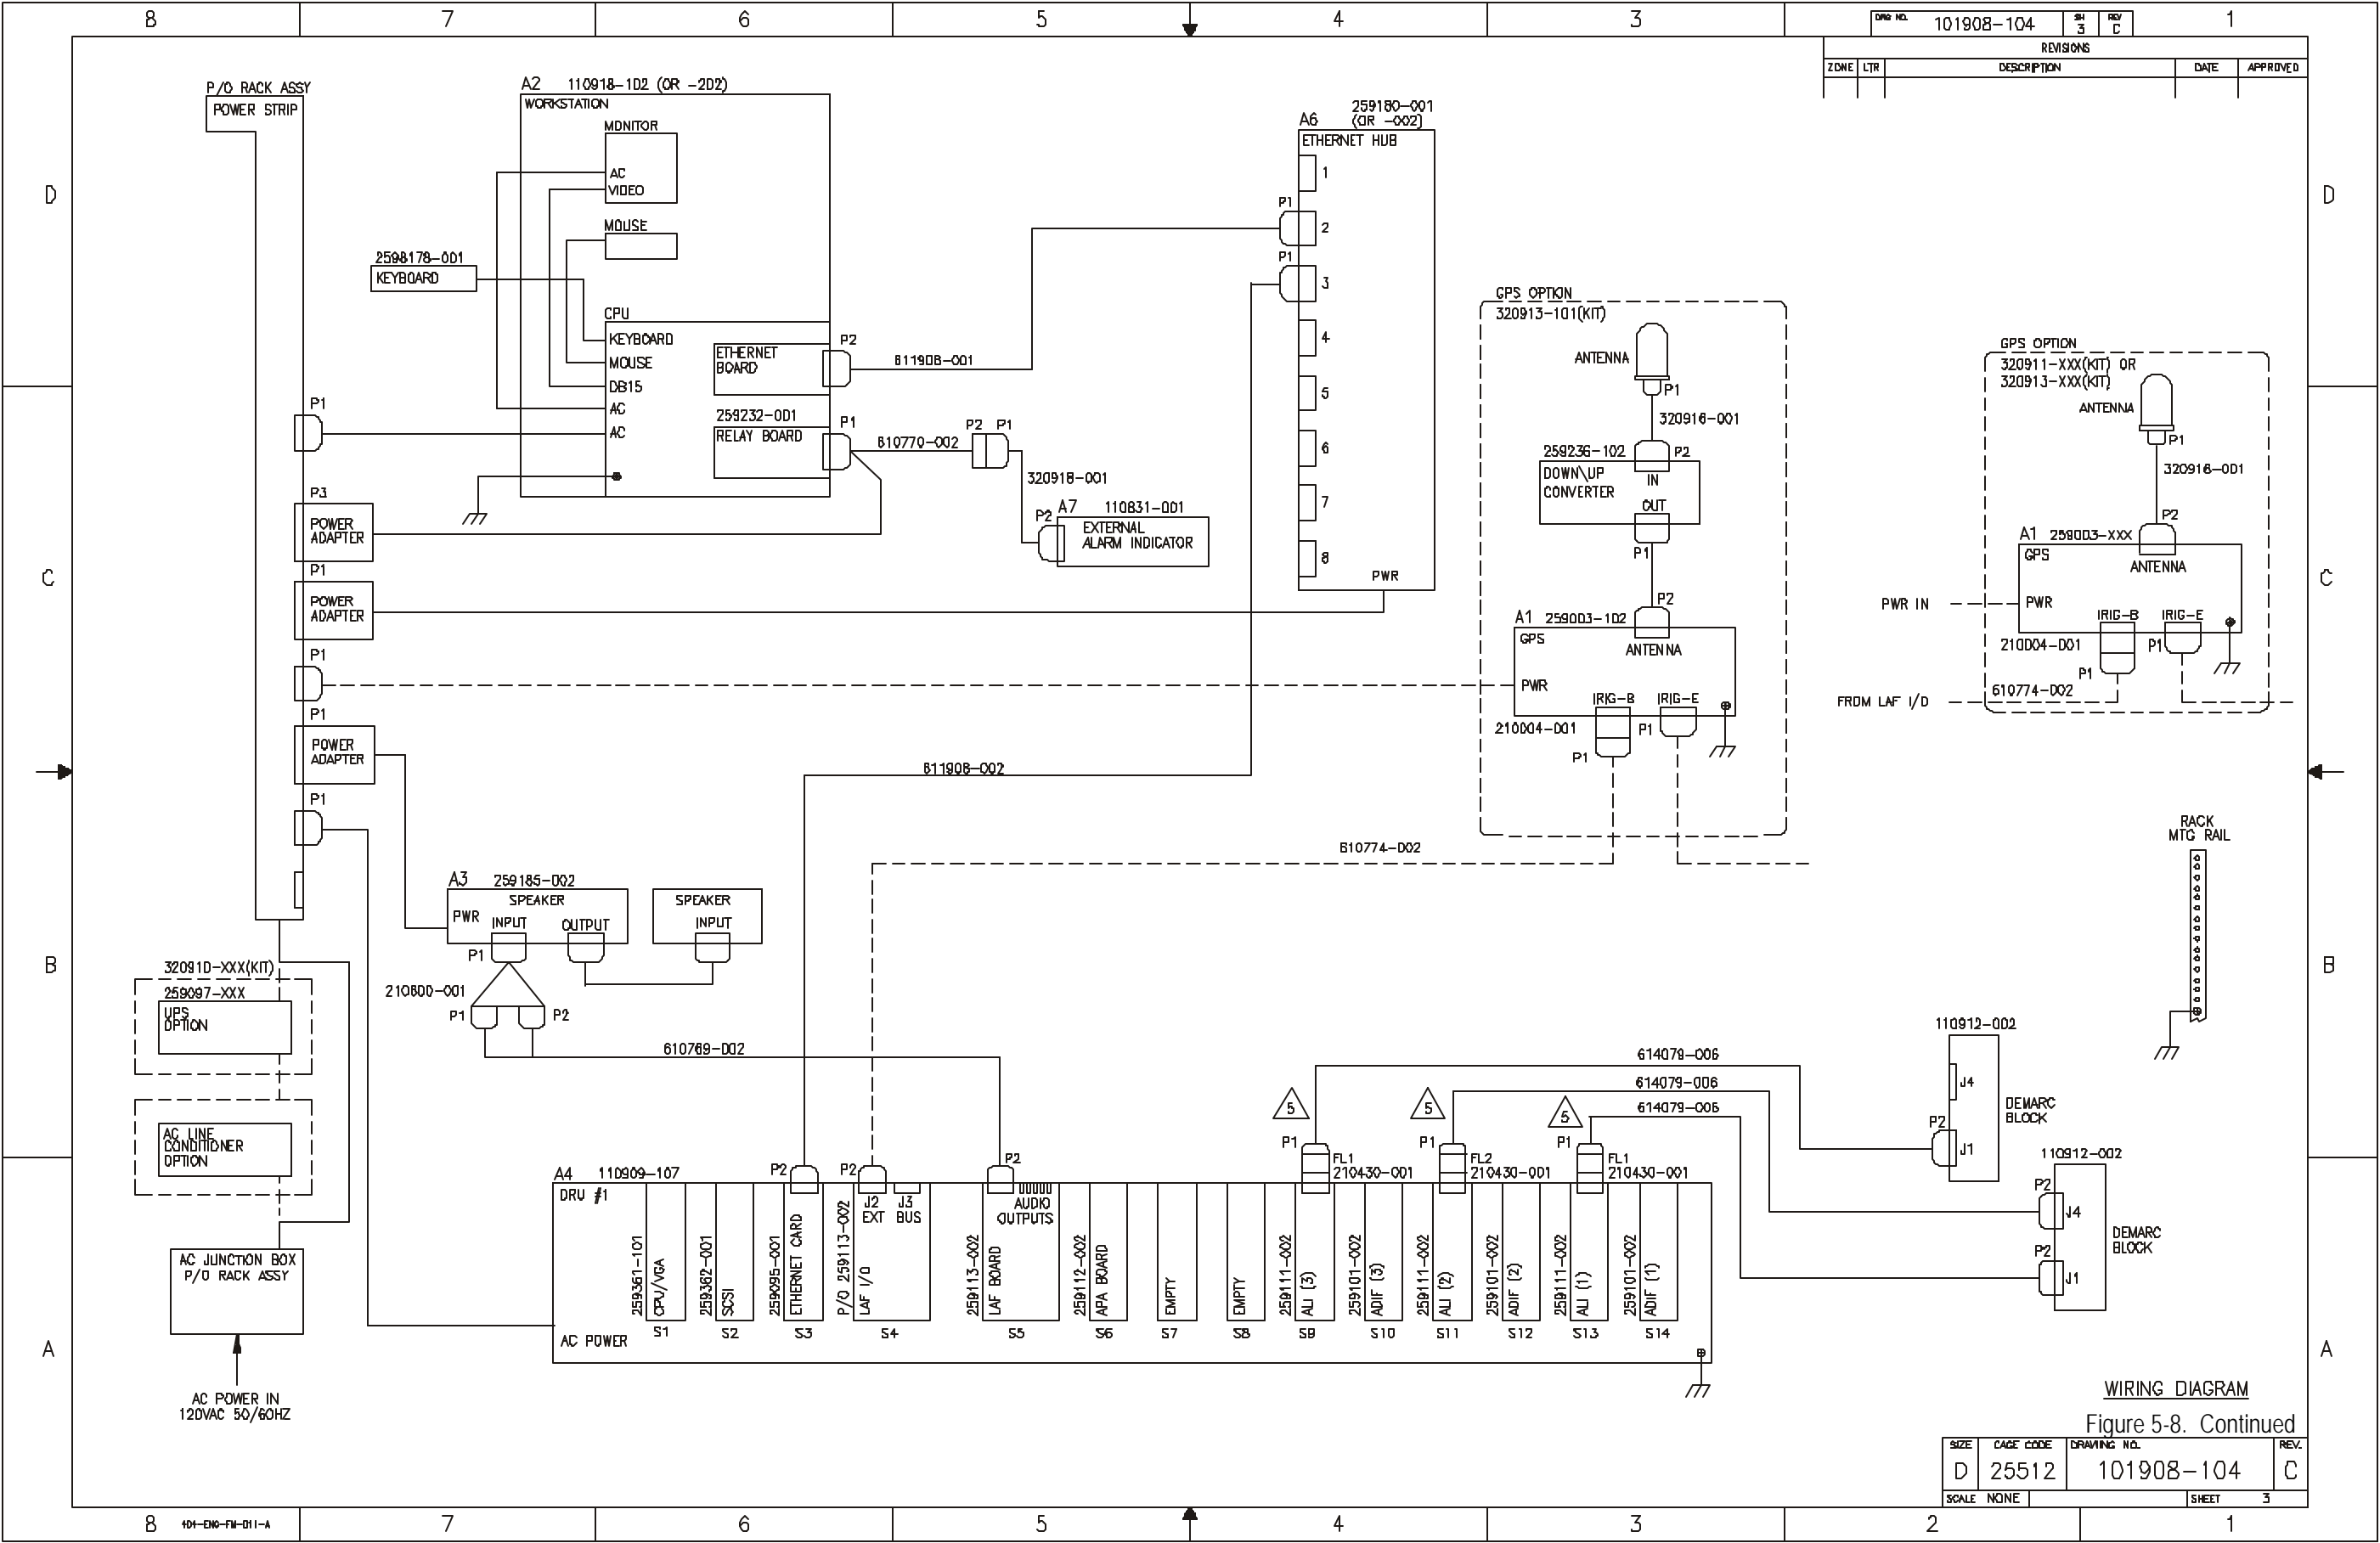 8 7 6 5 4 3 1
DWG NO. 101908-104 SH 3 REV C
REVISIONS
ZONE LTR DESCRIPTION DATE APPROVED
P/O RACK ASSY
POWER STRIP
A2 110918-102 (OR -202)
WORKSTATION
MONITOR
AC
VIDEO
MOUSE
2598178-001
KEYBOARD
CPU
KEYBOARD
MOUSE
DB15
AC
AC
ETHERNET
BOARD
P2
611908-001
259232-001
RELAY BOARD
P1
610770-002
P2 P1
320918-001
A7 110831-001
P2
EXTERNAL
ALARM INDICATOR
259180-001
(OR -002)
A6
ETHERNET HUB
1
P1
2
P1
3
4
5
6
7
8
PWR
GPS OPTION
320913-101(KIT)
ANTENNA
P1
320916-001
259236-102
P2
DOWN\UP
CONVERTER
IN
OUT
P1
P2
A1 259003-102
GPS
ANTENNA
PWR
IRIG-B
IRIG-E
210004-001
P1
P1
GPS OPTION
320911-XXX(KIT) OR
320913-XXX(KIT)
ANTENNA
P1
320916-001
P2
A1 259003-XXX
GPS
ANTENNA
PWR IN
PWR
IRIG-B
IRIG-E
210004-001
P1
P1
610774-002
FROM LAF I/O
D
D
C
C
B
B
A
A
P1
P3
POWER
ADAPTER
P1
POWER
ADAPTER
P1
P1
POWER
ADAPTER
P1
611908-002
610774-002
RACK
MTG RAIL
A3 259185-002
SPEAKER
PWR
INPUT
OUTPUT
SPEAKER
INPUT
P1
210600-001
P1
P2
610769-002
320910-XXX(KIT)
259097-XXX
UPS
OPTION
AC LINE
CONDITIONER
OPTION
AC JUNCTION BOX
P/O RACK ASSY
AC POWER IN
120VAC 50/60HZ
A4 110909-107
DRU #1
AC POWER
259361-101
CPU/VGA
S1
259362-001
SCSI
S2
P2
259095-001
ETHERNET CARD
S3
P2
J2
EXT
J3
BUS
P/O 259113-002
LAF I/O
S4
P2
AUDIO
OUTPUTS
259113-002
LAF BOARD
S5
259112-002
APA BOARD
S6
EMPTY
S7
EMPTY
S8
5
P1
FL1
210430-001
259111-002
ALI (3)
S9
259101-002
ADIF (3)
S10
5
P1
FL2
210430-001
259111-002
ALI (2)
S11
259101-002
ADIF (2)
S12
5
P1
FL1
210430-001
259111-002
ALI (1)
S13
259101-002
ADIF (1)
S14
614079-006
614079-006
614079-006
110912-002
J4
P2
J1
DEMARC
BLOCK
110912-002
P2
J4
P2
J1
DEMARC
BLOCK
WIRING DIAGRAM
Figure 5-8. Continued
SIZE CAGE CODE DRAWING NO. REV.
D 25512 101908-104 C
SCALE NONE SHEET 3
8 404-ENG-FM-011-A 7 6 5 4 3 2 1